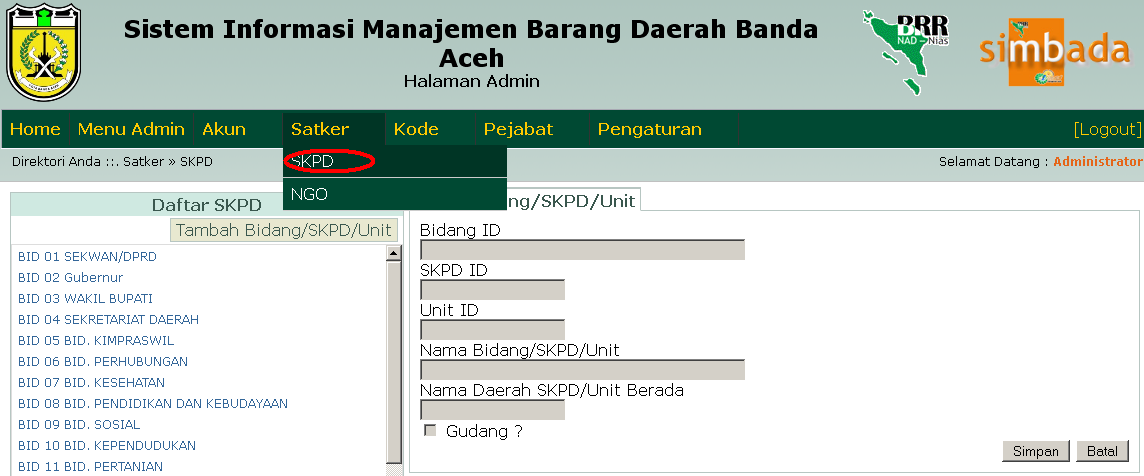 Sistem Informasi Manajemen Barang Daerah Banda
Aceh
Halaman Admin
BRR
NAD - Nias
simbada
Home Menu Admin Akun Satker Kode Pejabat Pengaturan [Logout]
SKPD
NGO
Direktori Anda ::. Satker » SKPD
Selamat Datang : Administrator
Daftar SKPD
Tambah Bidang/SKPD/Unit
BID 01 SEKWAN/DPRD
BID 02 Gubernur
BID 03 WAKIL BUPATI
BID 04 SEKRETARIAT DAERAH
BID 05 BID. KIMPRASWIL
BID 06 BID. PERHUBUNGAN
BID 07 BID. KESEHATAN
BID 08 BID. PENDIDIKAN DAN KEBUDAYAAN
BID 09 BID. SOSIAL
BID 10 BID. KEPENDUDUKAN
BID 11 BID. PERTANIAN
ng/SKPD/Unit
Bidang ID
SKPD ID
Unit ID
Nama Bidang/SKPD/Unit
Nama Daerah SKPD/Unit Berada
Gudang ?
Simpan Batal